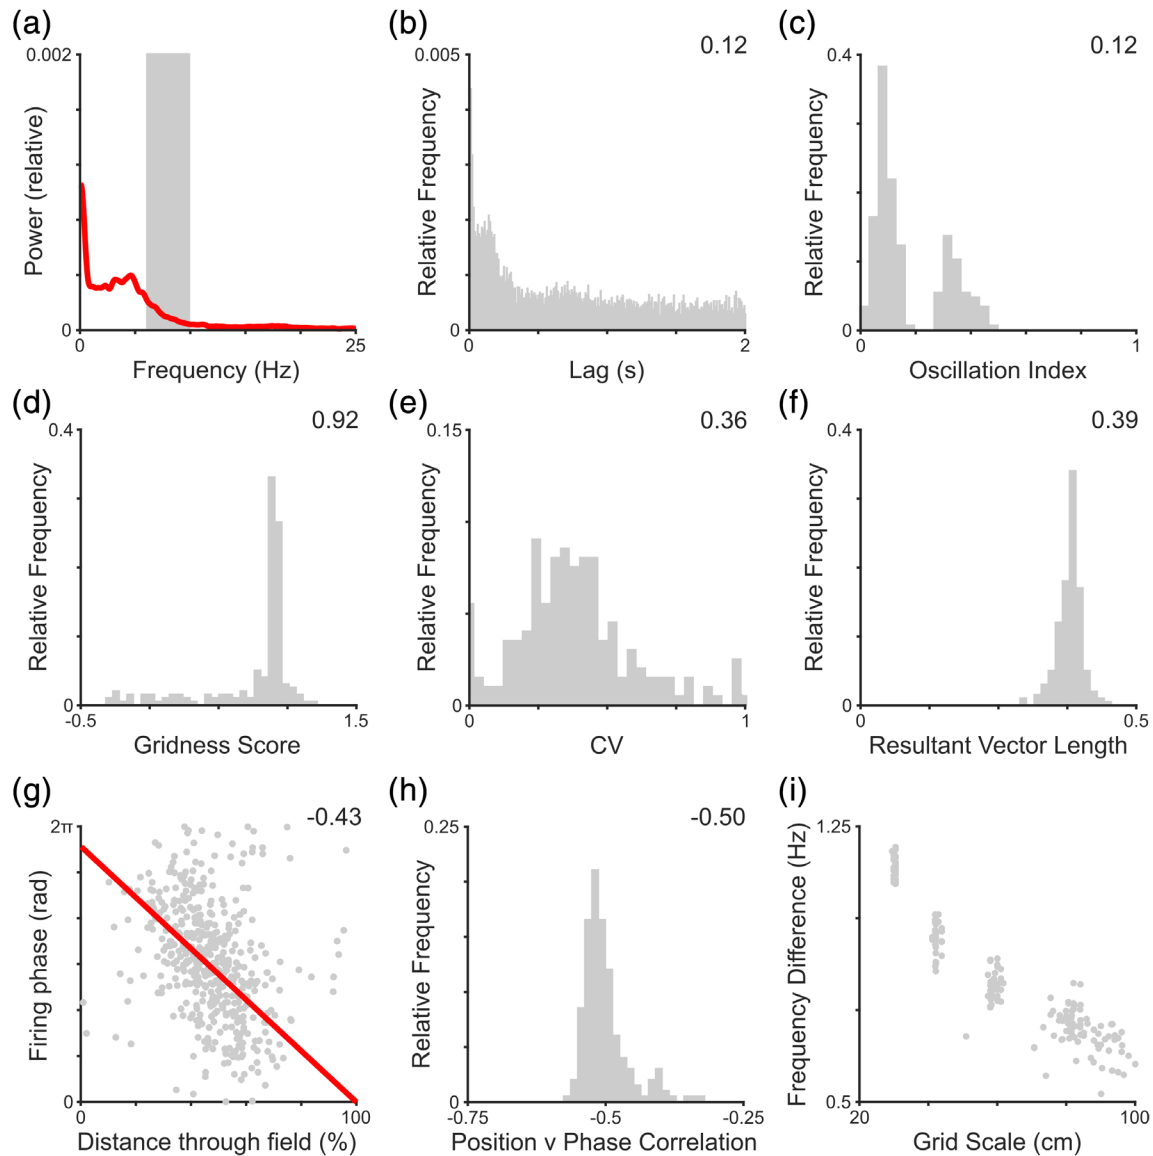 (a)
0.002
Power (relative)
0
0
25
Frequency (Hz)
(b)
0.12
0.005
Relative Frequency
0
0
2
Lag (s)
(c)
0.12
0.4
Relative Frequency
0
0
1
Oscillation Index
(d)
0.92
0.4
Relative Frequency
0
-0.5
1.5
Gridness Score
(e)
0.36
0.15
Relative Frequency
0
0
1
CV
(f)
0.39
0.4
Relative Frequency
0
0
0.5
Resultant Vector Length
(g)
-0.43
2π
Firing phase (rad)
0
0
100
Distance through field (%)
(h)
-0.50
0.25
Relative Frequency
0
-0.75
-0.5
-0.25
Position v Phase Correlation
(i)
1.25
Frequency Difference (Hz)
0.5
20
100
Grid Scale (cm)